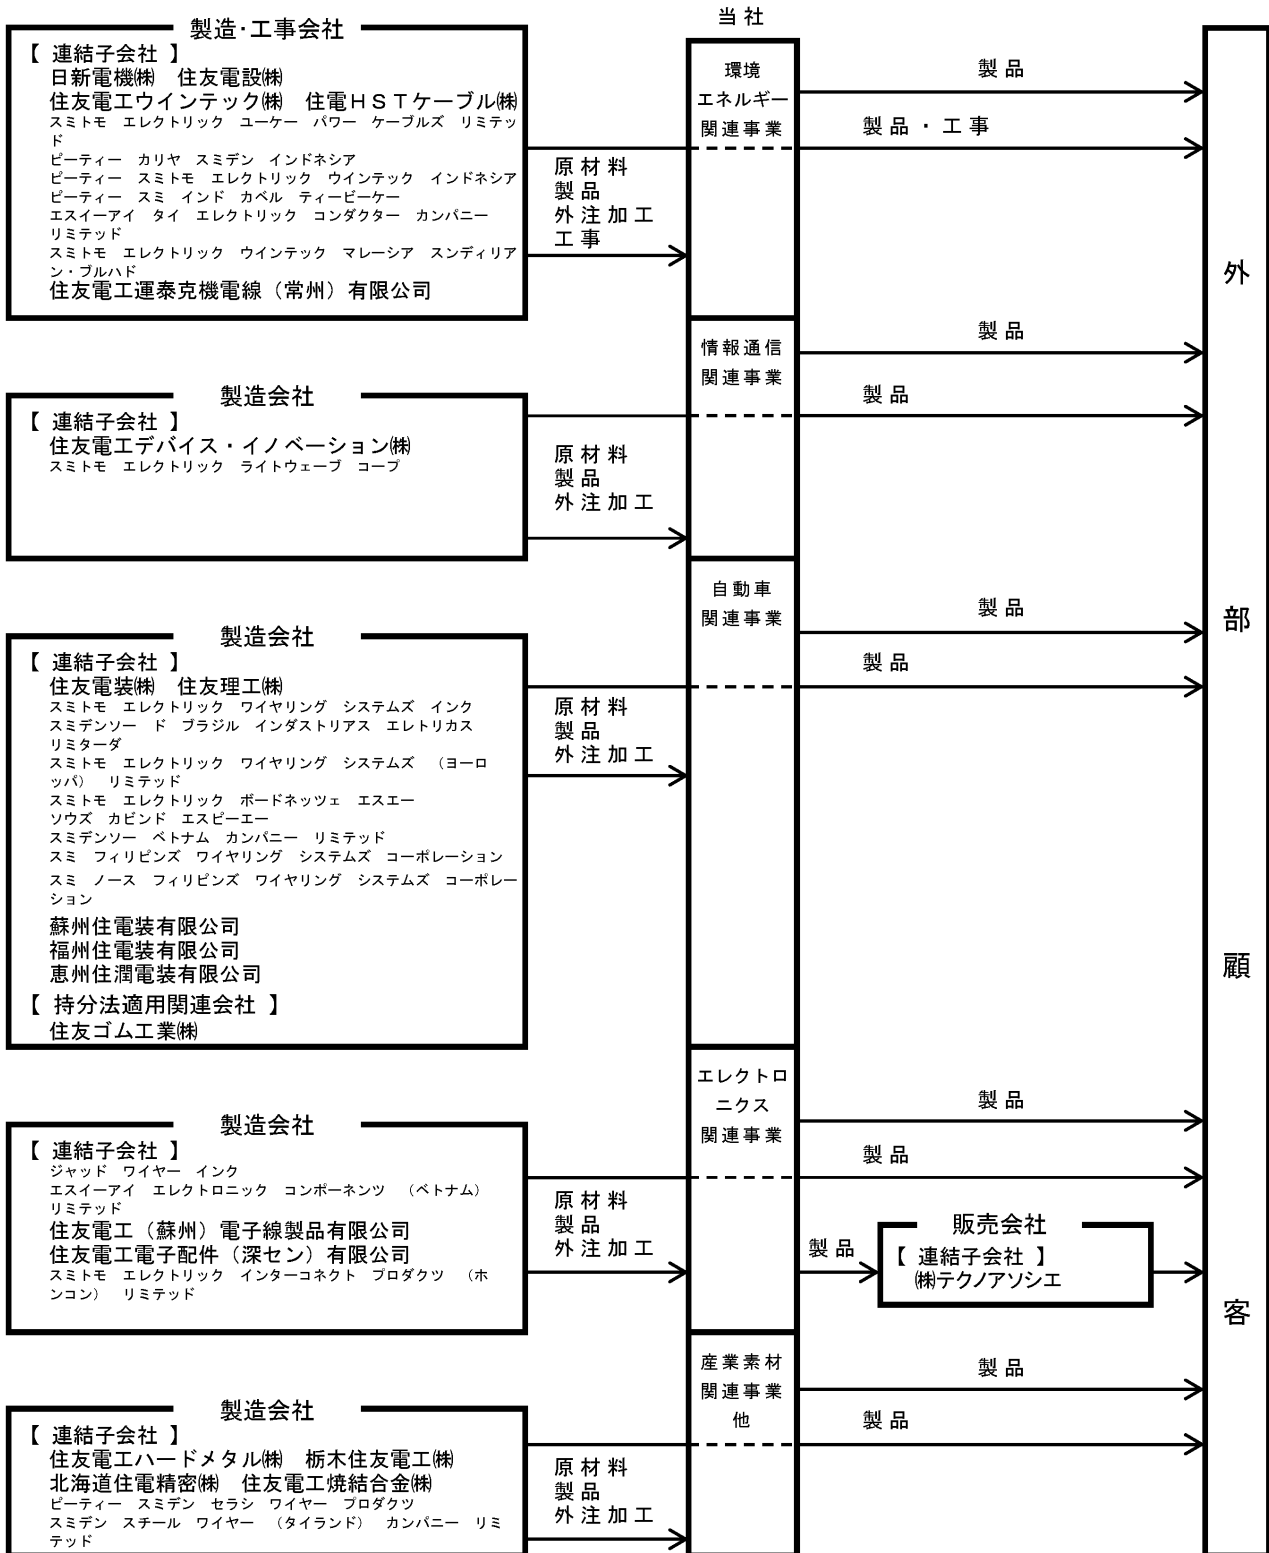 当社
製造・工事会社
【 連結子会社 】
日新電機㈱　住友電設㈱
住友電工ウインテック㈱　住電ＨＳＴケーブル㈱
スミトモ　エレクトリック　ユーケー　パワー　ケーブルズ　リミテッ
ド
ピーティー　カリヤ　スミデン　インドネシア
ピーティー　スミトモ　エレクトリック　ウインテック　インドネシア
ピーティー　スミ　インド　カベル　ティービーケー
エスイーアイ　タイ　エレクトリック　コンダクター　カンパニー
リミテッド
スミトモ　エレクトリック　ウインテック　マレーシア　スンディリア
ン・ブルハド
住友電工運泰克機電線（常州）有限公司
原材料
製品
外注加工
工事
環境
エネルギー
関連事業
製品
製品・工事
製造会社
【 連結子会社 】
住友電工デバイス・イノベーション㈱
スミトモ　エレクトリック　ライトウェーブ　コープ
原材料
製品
外注加工
情報通信
関連事業
製品
製品
製造会社
【 連結子会社 】
住友電装㈱　住友理工㈱
スミトモ　エレクトリック　ワイヤリング　システムズ　インク
スミデンソー　ド　ブラジル　インダストリアス　エレトリカス
リミターダ
スミトモ　エレクトリック　ワイヤリング　システムズ　（ヨーロ
ッパ）　リミテッド
スミトモ　エレクトリック　ボードネッツェ　エスエー
ソウズ　カビンド　エスピーエー
スミデンソー　ベトナム　カンパニー　リミテッド
スミ　フィリピンズ　ワイヤリング　システムズ　コーポレーション
スミ　ノース　フィリピンズ　ワイヤリング　システムズ　コーポレー
ション
蘇州住電装有限公司
福州住電装有限公司
恵州住潤電装有限公司
【 持分法適用関連会社 】
住友ゴム工業㈱
原材料
製品
外注加工
自動車
関連事業
製品
製品
製造会社
【 連結子会社 】
ジャッド　ワイヤー　インク
エスイーアイ　エレクトロニック　コンポーネンツ　（ベトナム）
リミテッド
住友電工（蘇州）電子線製品有限公司
住友電工電子配件（深セン）有限公司
スミトモ　エレクトリック　インターコネクト　プロダクツ　（ホ
ンコン）　リミテッド
原材料
製品
外注加工
エレクトロ
ニクス
関連事業
製品
製品
製品
販売会社
【 連結子会社 】
㈱テクノアソシエ
製造会社
【 連結子会社 】
住友電工ハードメタル㈱　栃木住友電工㈱
北海道住電精密㈱　住友電工焼結合金㈱
ピーティー　スミデン　セラシ　ワイヤー　プロダクツ
スミデン　スチール　ワイヤー　（タイランド）　カンパニー　リミ
テッド
原材料
製品
外注加工
産業素材
関連事業
他
製品
製品
外
部
顧
客